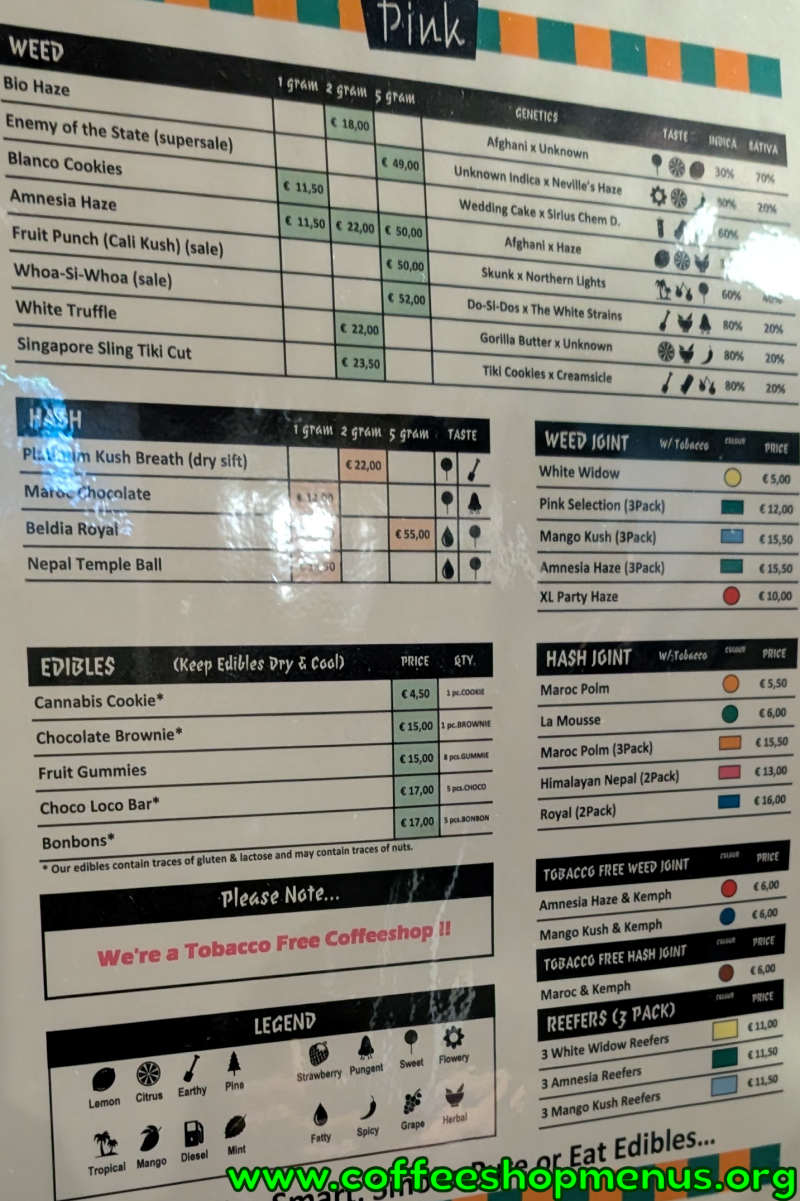 Pink
WEED 1 gram 2 gram 5 gram GENETICS TASTE INDICA SATIVA
Bio Haze € 18,00 Afghani x Unknown 30% 70%
Enemy of the State (supersale) € 49,00 Unknown Indica x Neville's Haze 20%
Blanco Cookies € 11,50 Wedding Cake x Sirius Chem D. 60%
Amnesia Haze € 11,50 € 22,00 € 50,00 Afghani x Haze
Fruit Punch (Cali Kush) (sale) € 50,00 Skunk x Northern Lights 60% 40%
Whoa-Si-Whoa (sale) € 52,00 Do-Si-Dos x The White Strains 80% 20%
White Truffle € 22,00 Gorilla Butter x Unknown 80% 20%
Singapore Sling Tiki Cut € 23,50 Tiki Cookies x Creamsicle 80% 20%
HASH 1 gram 2 gram 5 gram TASTE
Platinum Kush Breath (dry sift) € 22,00
Maroc Chocolate
Beldia Royal € 55,00
Nepal Temple Ball
WEED JOINT W/ Tobacco COLOUR PRICE
White Widow € 5,00
Pink Selection (3Pack) € 12,00
Mango Kush (3Pack) € 15,50
Amnesia Haze (3Pack) € 15,50
XL Party Haze € 10,00
EDIBLES (Keep Edibles Dry & Cool) PRICE QTY.
Cannabis Cookie* € 4,50 1 pc.COOKIE
Chocolate Brownie* € 15,00 1 pc.BROWNIE
Fruit Gummies € 15,00 8 pcs.GUMMIE
Choco Loco Bar* € 17,00 5 pcs.CHOCO
Bonbons* € 17,00 5 pcs.BONBON
* Our edibles contain traces of gluten & lactose and may contain traces of nuts.
HASH JOINT W/ Tobacco COLOUR PRICE
Maroc Polm € 5,50
La Mousse € 6,00
Maroc Polm (3Pack) € 15,50
Himalayan Nepal (2Pack) € 13,00
Royal (2Pack) € 16,00
Please Note...
We're a Tobacco Free Coffeeshop !!
TOBACCO FREE WEED JOINT COLOUR PRICE
Amnesia Haze & Kemph € 6,00
Mango Kush & Kemph € 6,00
TOBACCO FREE HASH JOINT COLOUR PRICE
Maroc & Kemph € 6,00
REEFERS (3 PACK) COLOUR PRICE
3 White Widow Reefers € 11,00
3 Amnesia Reefers € 11,50
3 Mango Kush Reefers € 11,50
LEGEND
Lemon Citrus Earthy Pine Strawberry Pungent Sweet Flowery
Tropical Mango Diesel Mint Fatty Spicy Grape Herbal
or Eat Edibles...
www.coffeeshopmenus.org